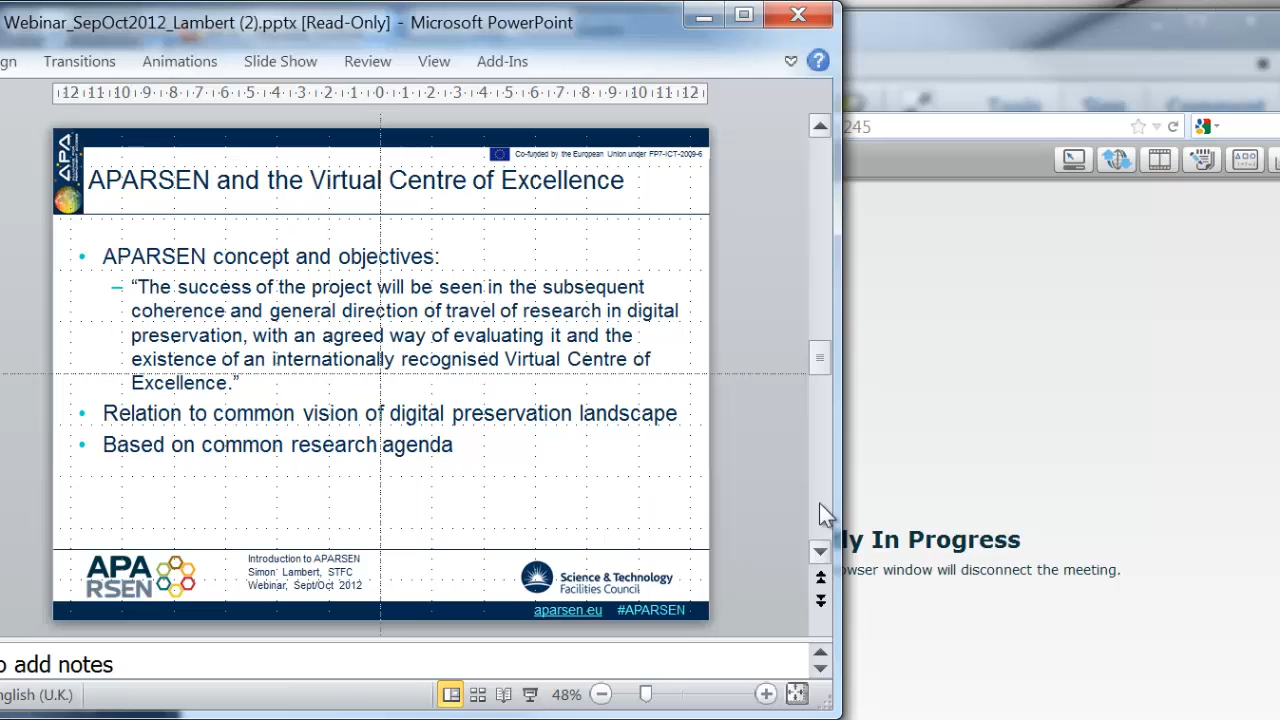 Webinar_SepOct2012_Lambert (2).pptx [Read-Only] - Microsoft PowerPoint
gn Transitions Animations Slide Show Review View Add-Ins
12 11 10 9 8 7 6 5 4 3 2 1 0 1 2 3 4 5 6 7 8 9 10 11 12
245
APA
Co-funded by the European Union under FP7-ICT-2009-6
APARSEN and the Virtual Centre of Excellence
• APARSEN concept and objectives:
– “The success of the project will be seen in the subsequent
coherence and general direction of travel of research in digital
preservation, with an agreed way of evaluating it and the
existence of an internationally recognised Virtual Centre of
Excellence.”
• Relation to common vision of digital preservation landscape
• Based on common research agenda
ly In Progress
owser window will disconnect the meeting.
APA
RSEN
Introduction to APARSEN
Simon Lambert, STFC
Webinar, Sept/Oct 2012
Science & Technology
Facilities Council
aparsen.eu #APARSEN
o add notes
nglish (U.K.)
48%